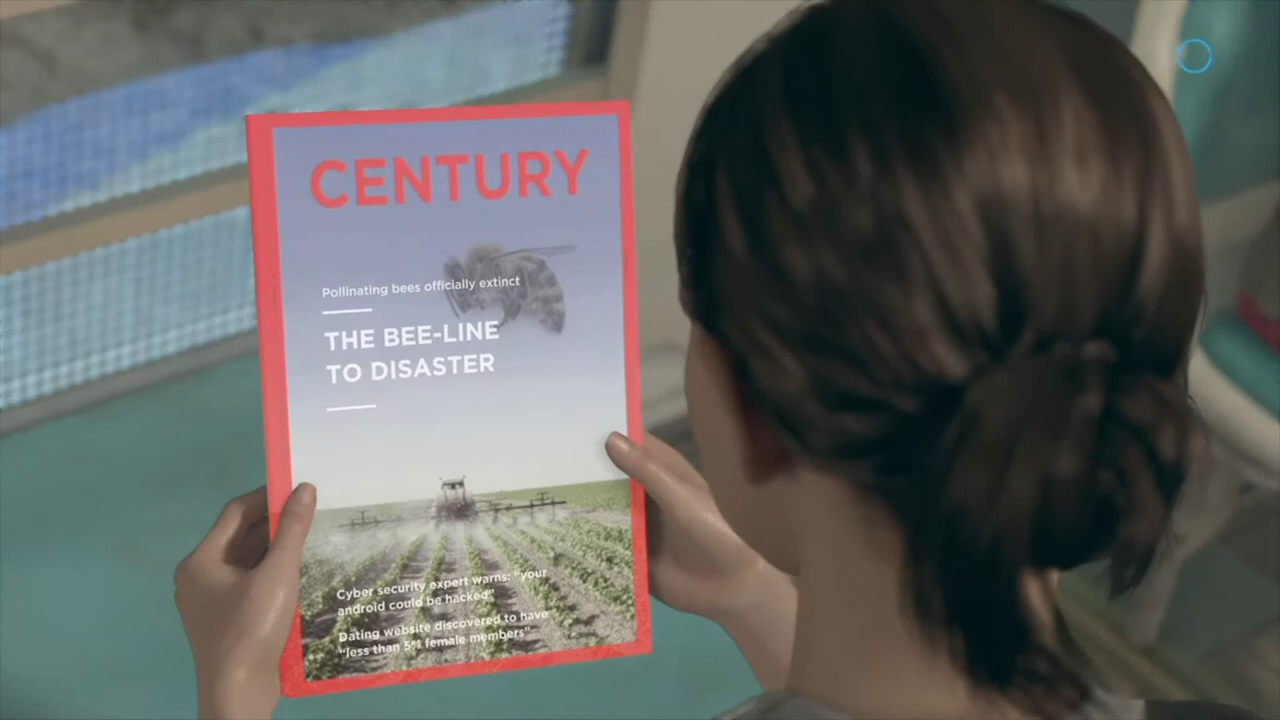 CENTURY
Pollinating bees officially extinct
THE BEE-LINE
TO DISASTER
Cyber security expert warns: "your
android could be hacked"
Dating website discovered to have
"less than 5% female members"